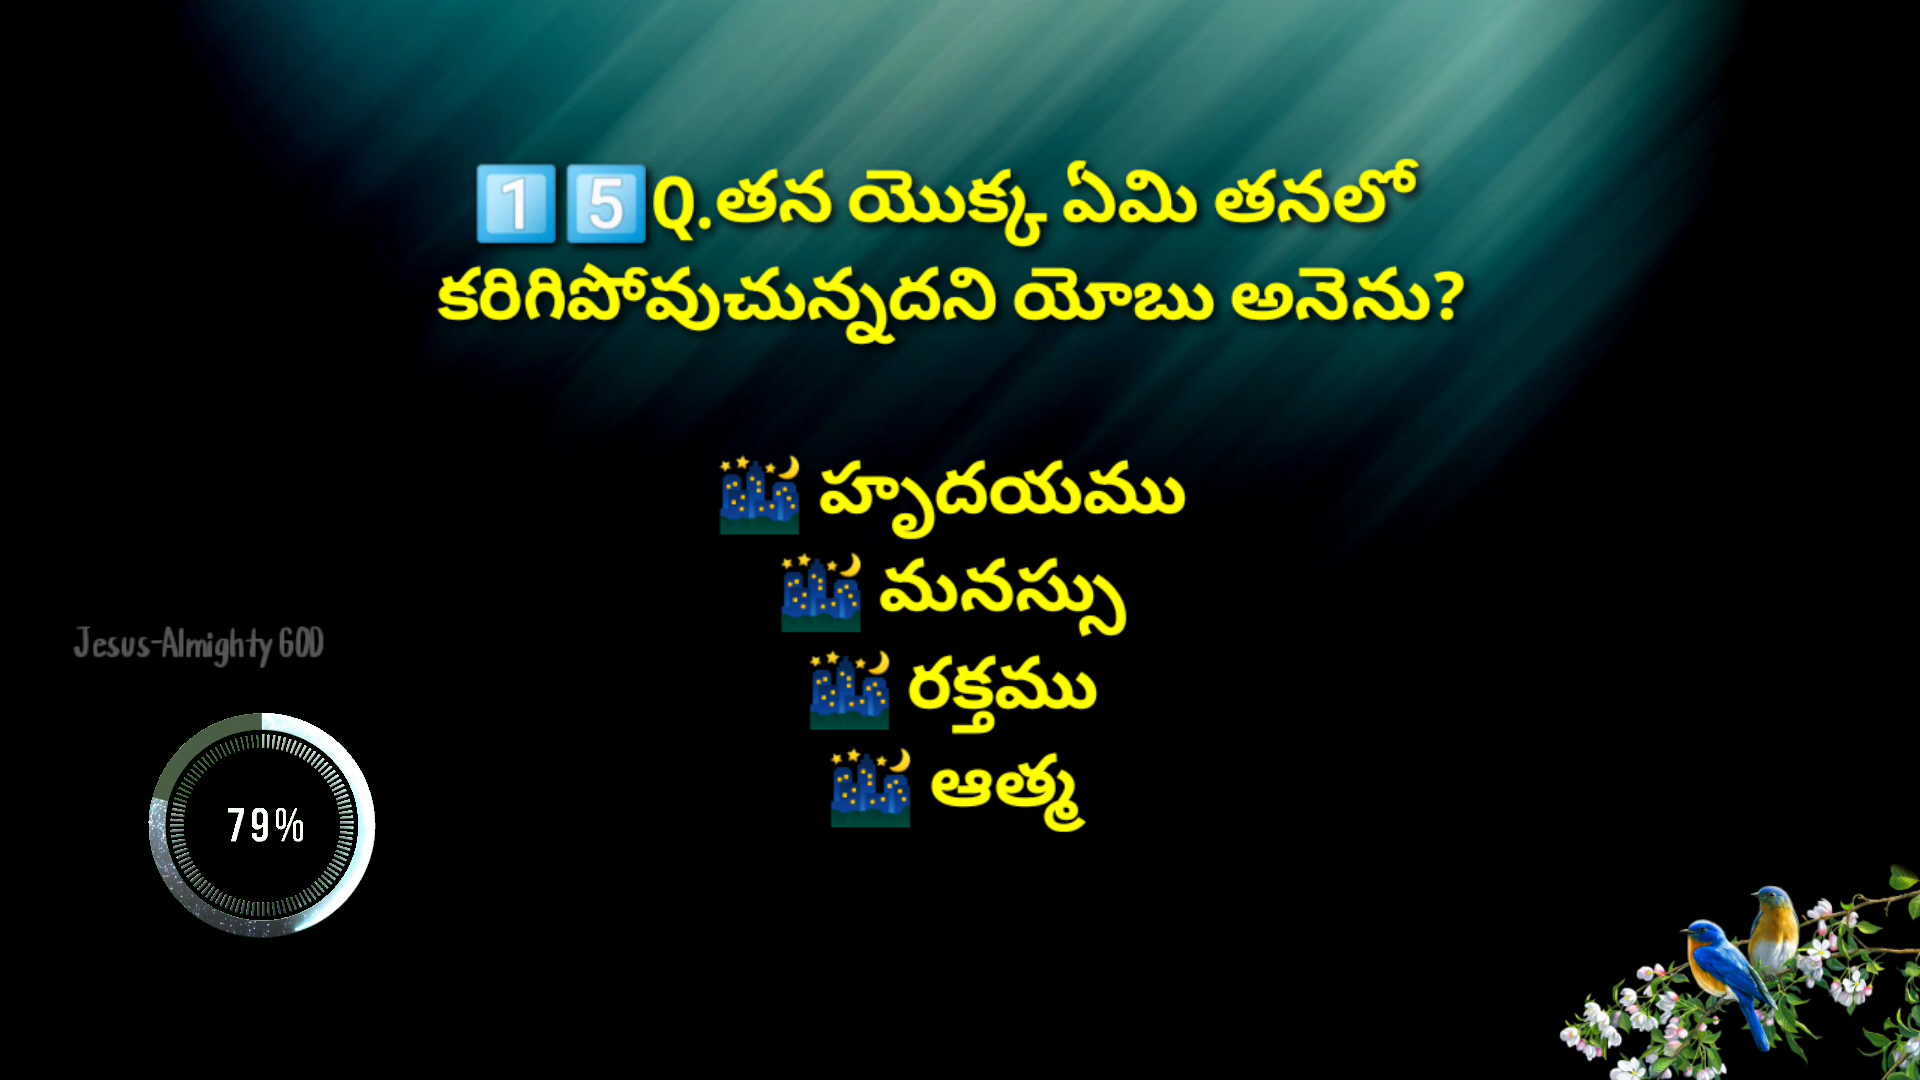 1️⃣5️⃣Q.తన యొక్క ఏమి తనలో
కరిగిపోవుచున్నదని యోబు అనెను?
🌃 హృదయము
🌃 మనస్సు
🌃 రక్తము
🌃 ఆత్మ
Jesus-Almighty GOD
79%